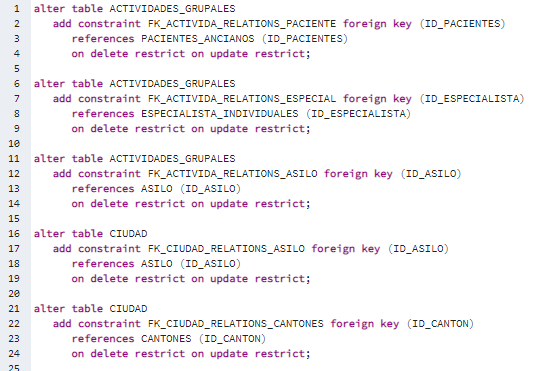 1 alter table ACTIVIDADES_GRUPALES
2    add constraint FK_ACTIVIDA_RELATIONS_PACIENTE foreign key (ID_PACIENTES)
3       references PACIENTES_ANCIANOS (ID_PACIENTES)
4       on delete restrict on update restrict;
5
6 alter table ACTIVIDADES_GRUPALES
7    add constraint FK_ACTIVIDA_RELATIONS_ESPECIAL foreign key (ID_ESPECIALISTA)
8       references ESPECIALISTA_INDIVIDUALES (ID_ESPECIALISTA)
9       on delete restrict on update restrict;
10
11 alter table ACTIVIDADES_GRUPALES
12    add constraint FK_ACTIVIDA_RELATIONS_ASILO foreign key (ID_ASILO)
13       references ASILO (ID_ASILO)
14       on delete restrict on update restrict;
15
16 alter table CIUDAD
17    add constraint FK_CIUDAD_RELATIONS_ASILO foreign key (ID_ASILO)
18       references ASILO (ID_ASILO)
19       on delete restrict on update restrict;
20
21 alter table CIUDAD
22    add constraint FK_CIUDAD_RELATIONS_CANTONES foreign key (ID_CANTON)
23       references CANTONES (ID_CANTON)
24       on delete restrict on update restrict;
25